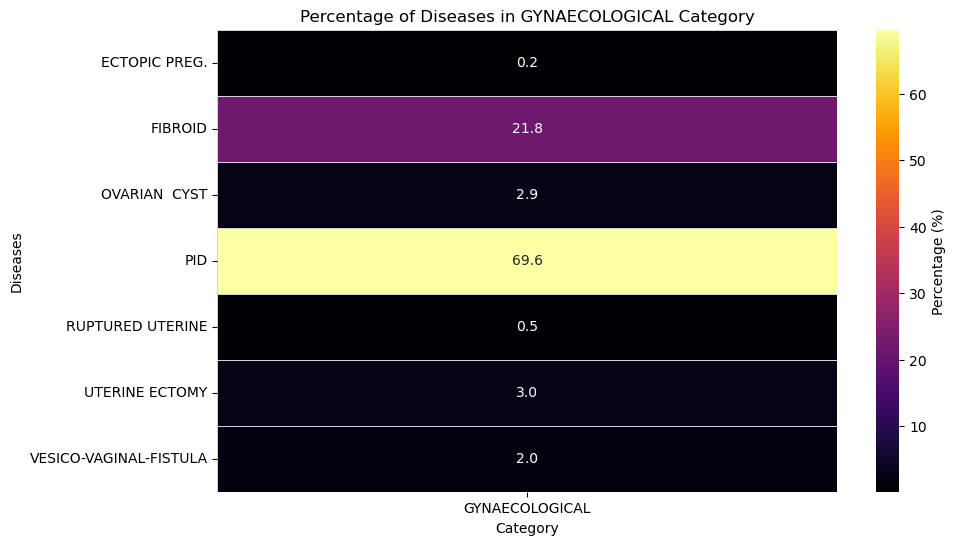 Percentage of Diseases in GYNAECOLOGICAL Category
ECTOPIC PREG.
0.2
FIBROID
21.8
OVARIAN  CYST
2.9
PID
69.6
RUPTURED UTERINE
0.5
UTERINE ECTOMY
3.0
VESICO-VAGINAL-FISTULA
2.0
Diseases
GYNAECOLOGICAL
Category
60
50
40
30
20
10
Percentage (%)